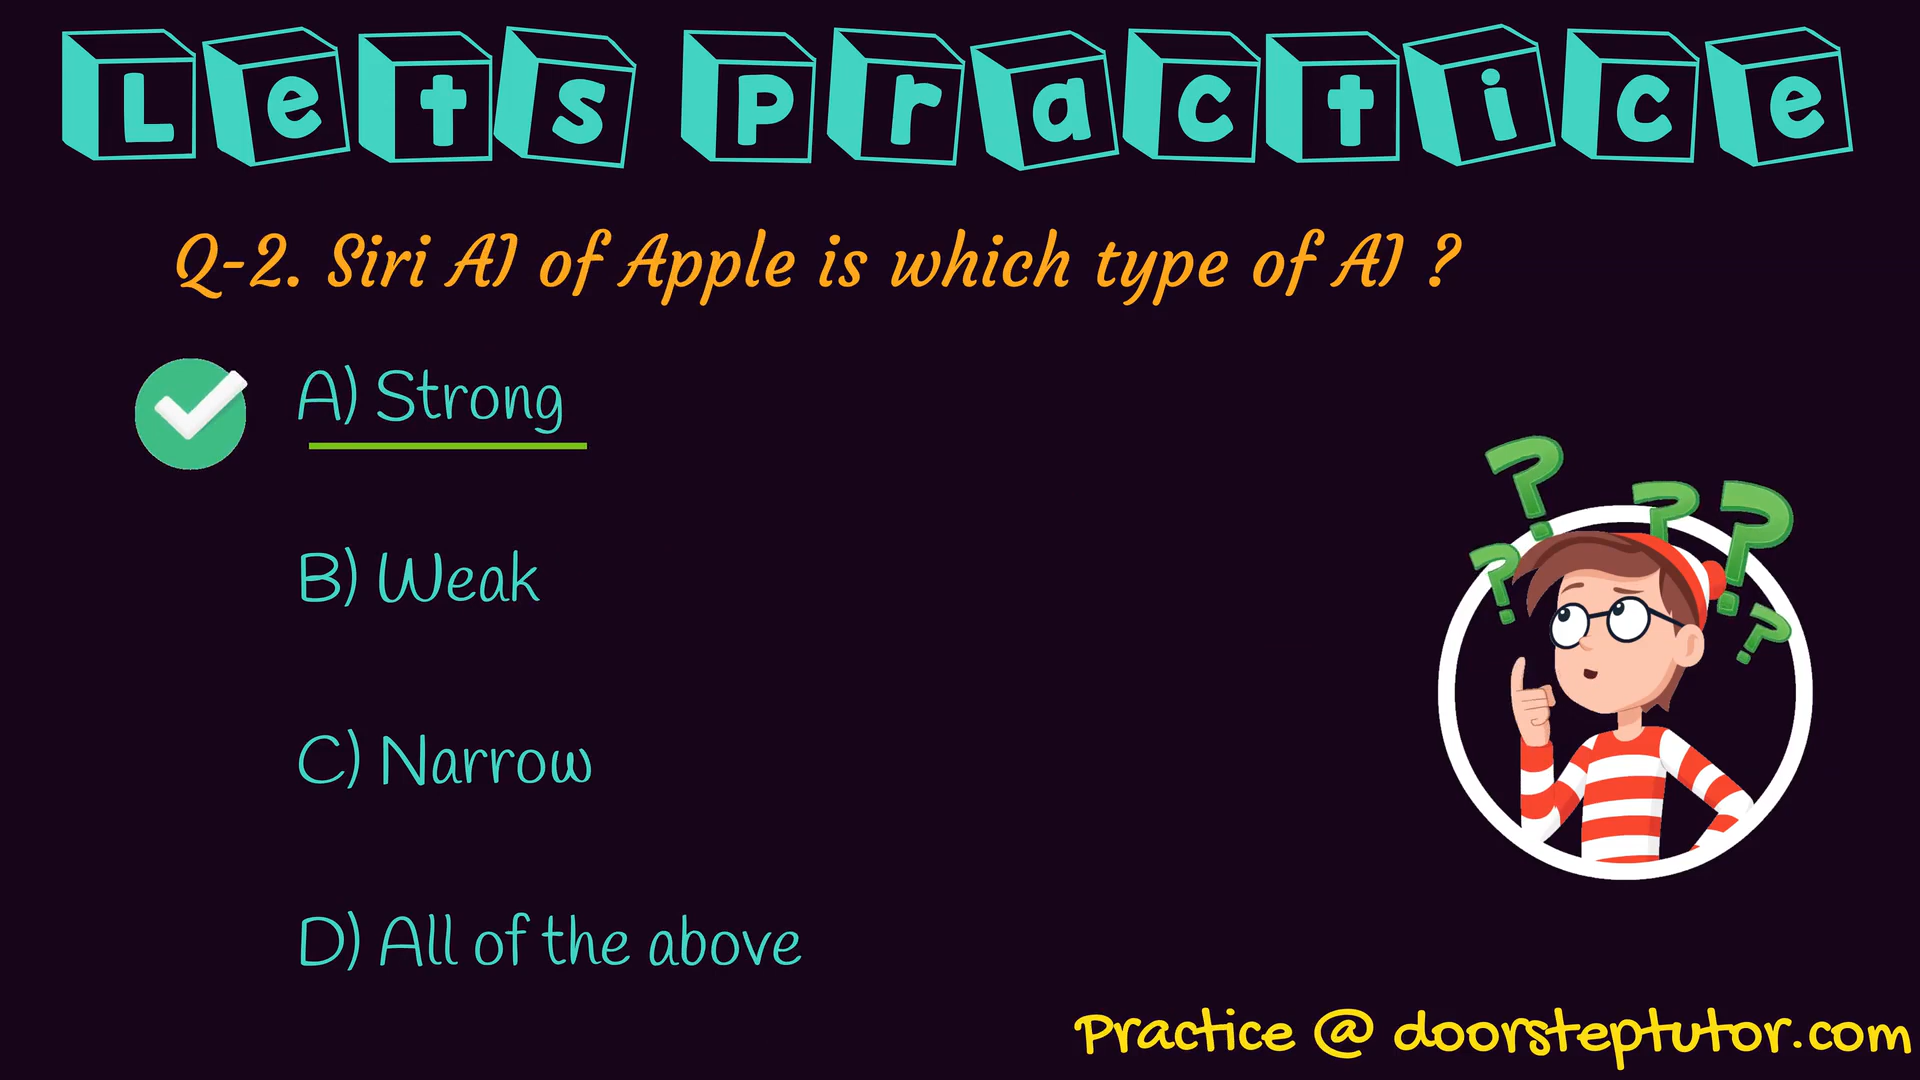 Lets Practice
Q-2. Siri AI of Apple is which type of AI ?
A) Strong
B) Weak
C) Narrow
D) All of the above
Practice @ doorsteptutor.com